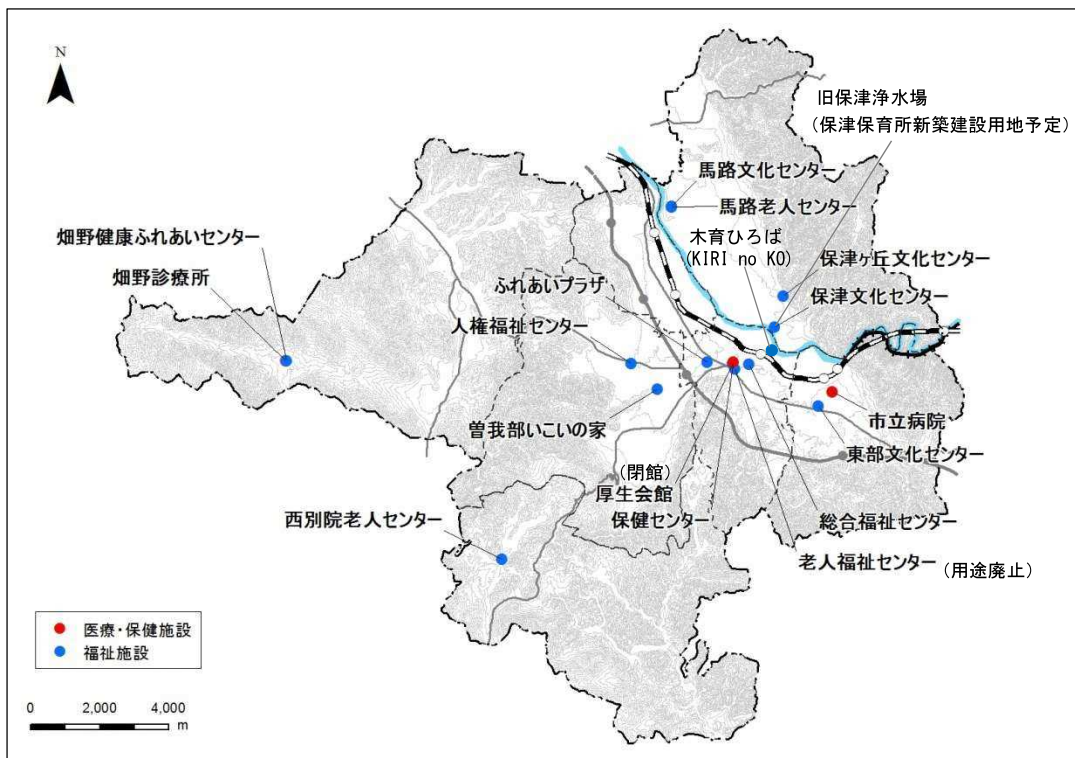 N
旧保津浄水場
(保津保育所新築建設用地予定)
馬路文化センター
馬路老人センター
木育ひろば
(KIRI no KO)
保津ヶ丘文化センター
保津文化センター
畑野健康ふれあいセンター
畑野診療所
ふれあいプラザ
人権福祉センター
曽我部いこいの家
市立病院
東部文化センター
(閉館)
厚生会館
保健センター
総合福祉センター
老人福祉センター (用途廃止)
西別院老人センター
医療・保健施設
福祉施設
0 2,000 4,000
m